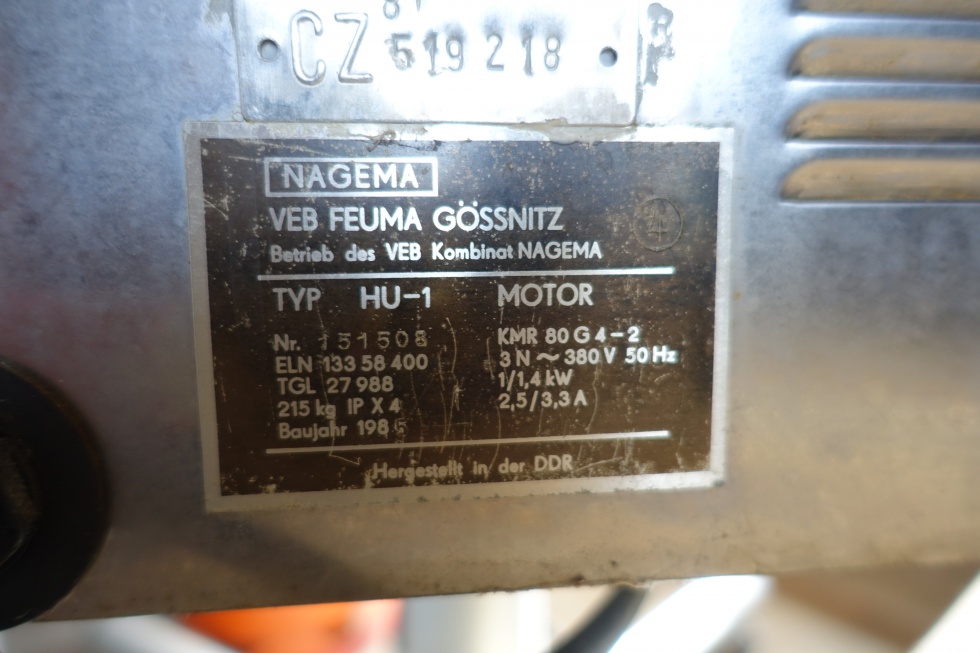 CZ 519 218
NAGEMA
VEB FEUMA GÖSSNITZ
Betrieb des VEB Kombinat NAGEMA
TYP HU-1 MOTOR
Nr. 151508 KMR 80 G 4-2
ELN 133 58 400 3 N ~ 380 V 50 Hz
TGL 27 988 1/1,4 kW
215 kg IP X 4 2,5/3,3 A
Baujahr 198
Hergestellt in der DDR